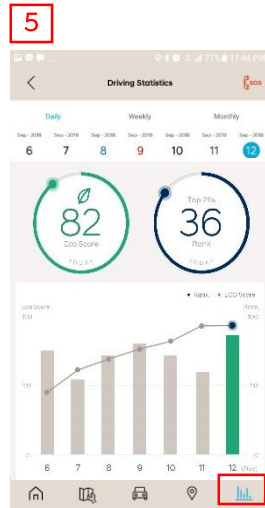 5
77% 11:44 PM
Driving Statistics
SOS
Daily Weekly Monthly
Sep - 2018 Sep - 2018 Sep - 2018 Sep - 2018 Sep - 2018 Sep - 2018 Sep - 2018
6 7 8 9 10 11 12
82
Eco Score
TODAY
Top 21%
36
Rank
TODAY
Rank ECO Score
Eco Score Rank
100 100
50 50
0 0
6 7 8 9 10 11 12 (Day)